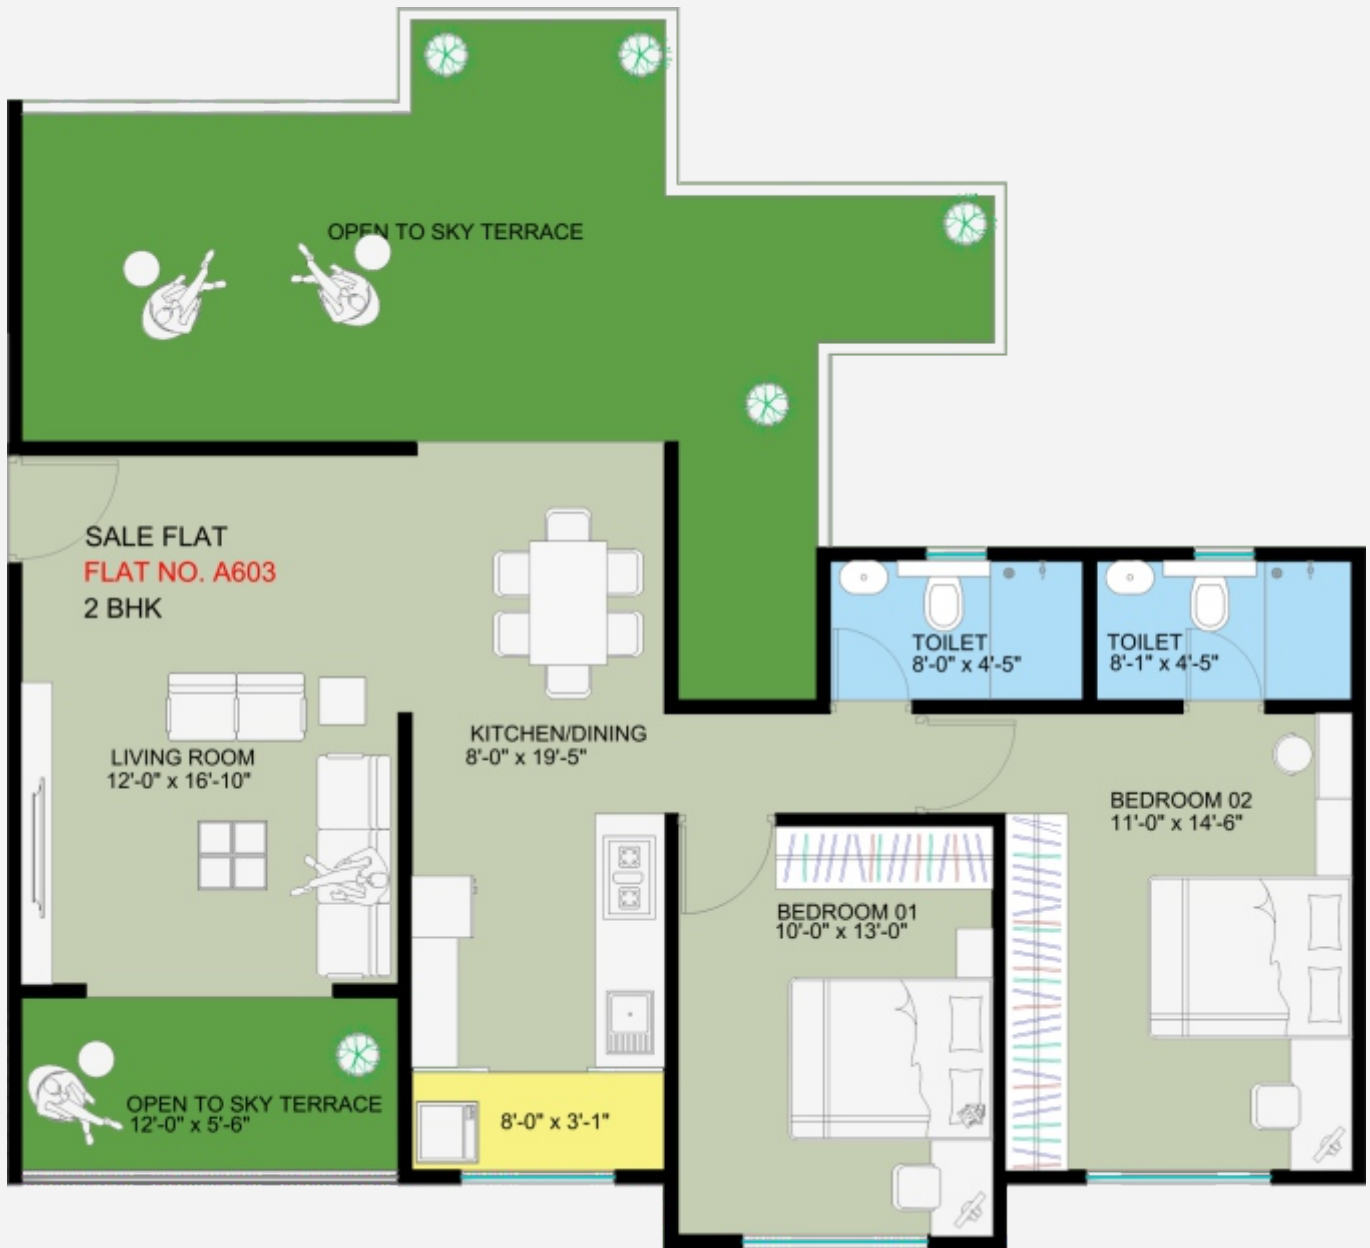 OPEN TO SKY TERRACE
SALE FLAT
FLAT NO. A603
2 BHK
TOILET
8'-0" x 4'-5"
TOILET
8'-1" x 4'-5"
KITCHEN/DINING
8'-0" x 19'-5"
LIVING ROOM
12'-0" x 16'-10"
BEDROOM 02
11'-0" x 14'-6"
BEDROOM 01
10'-0" x 13'-0"
OPEN TO SKY TERRACE
12'-0" x 5'-6"
8'-0" x 3'-1"